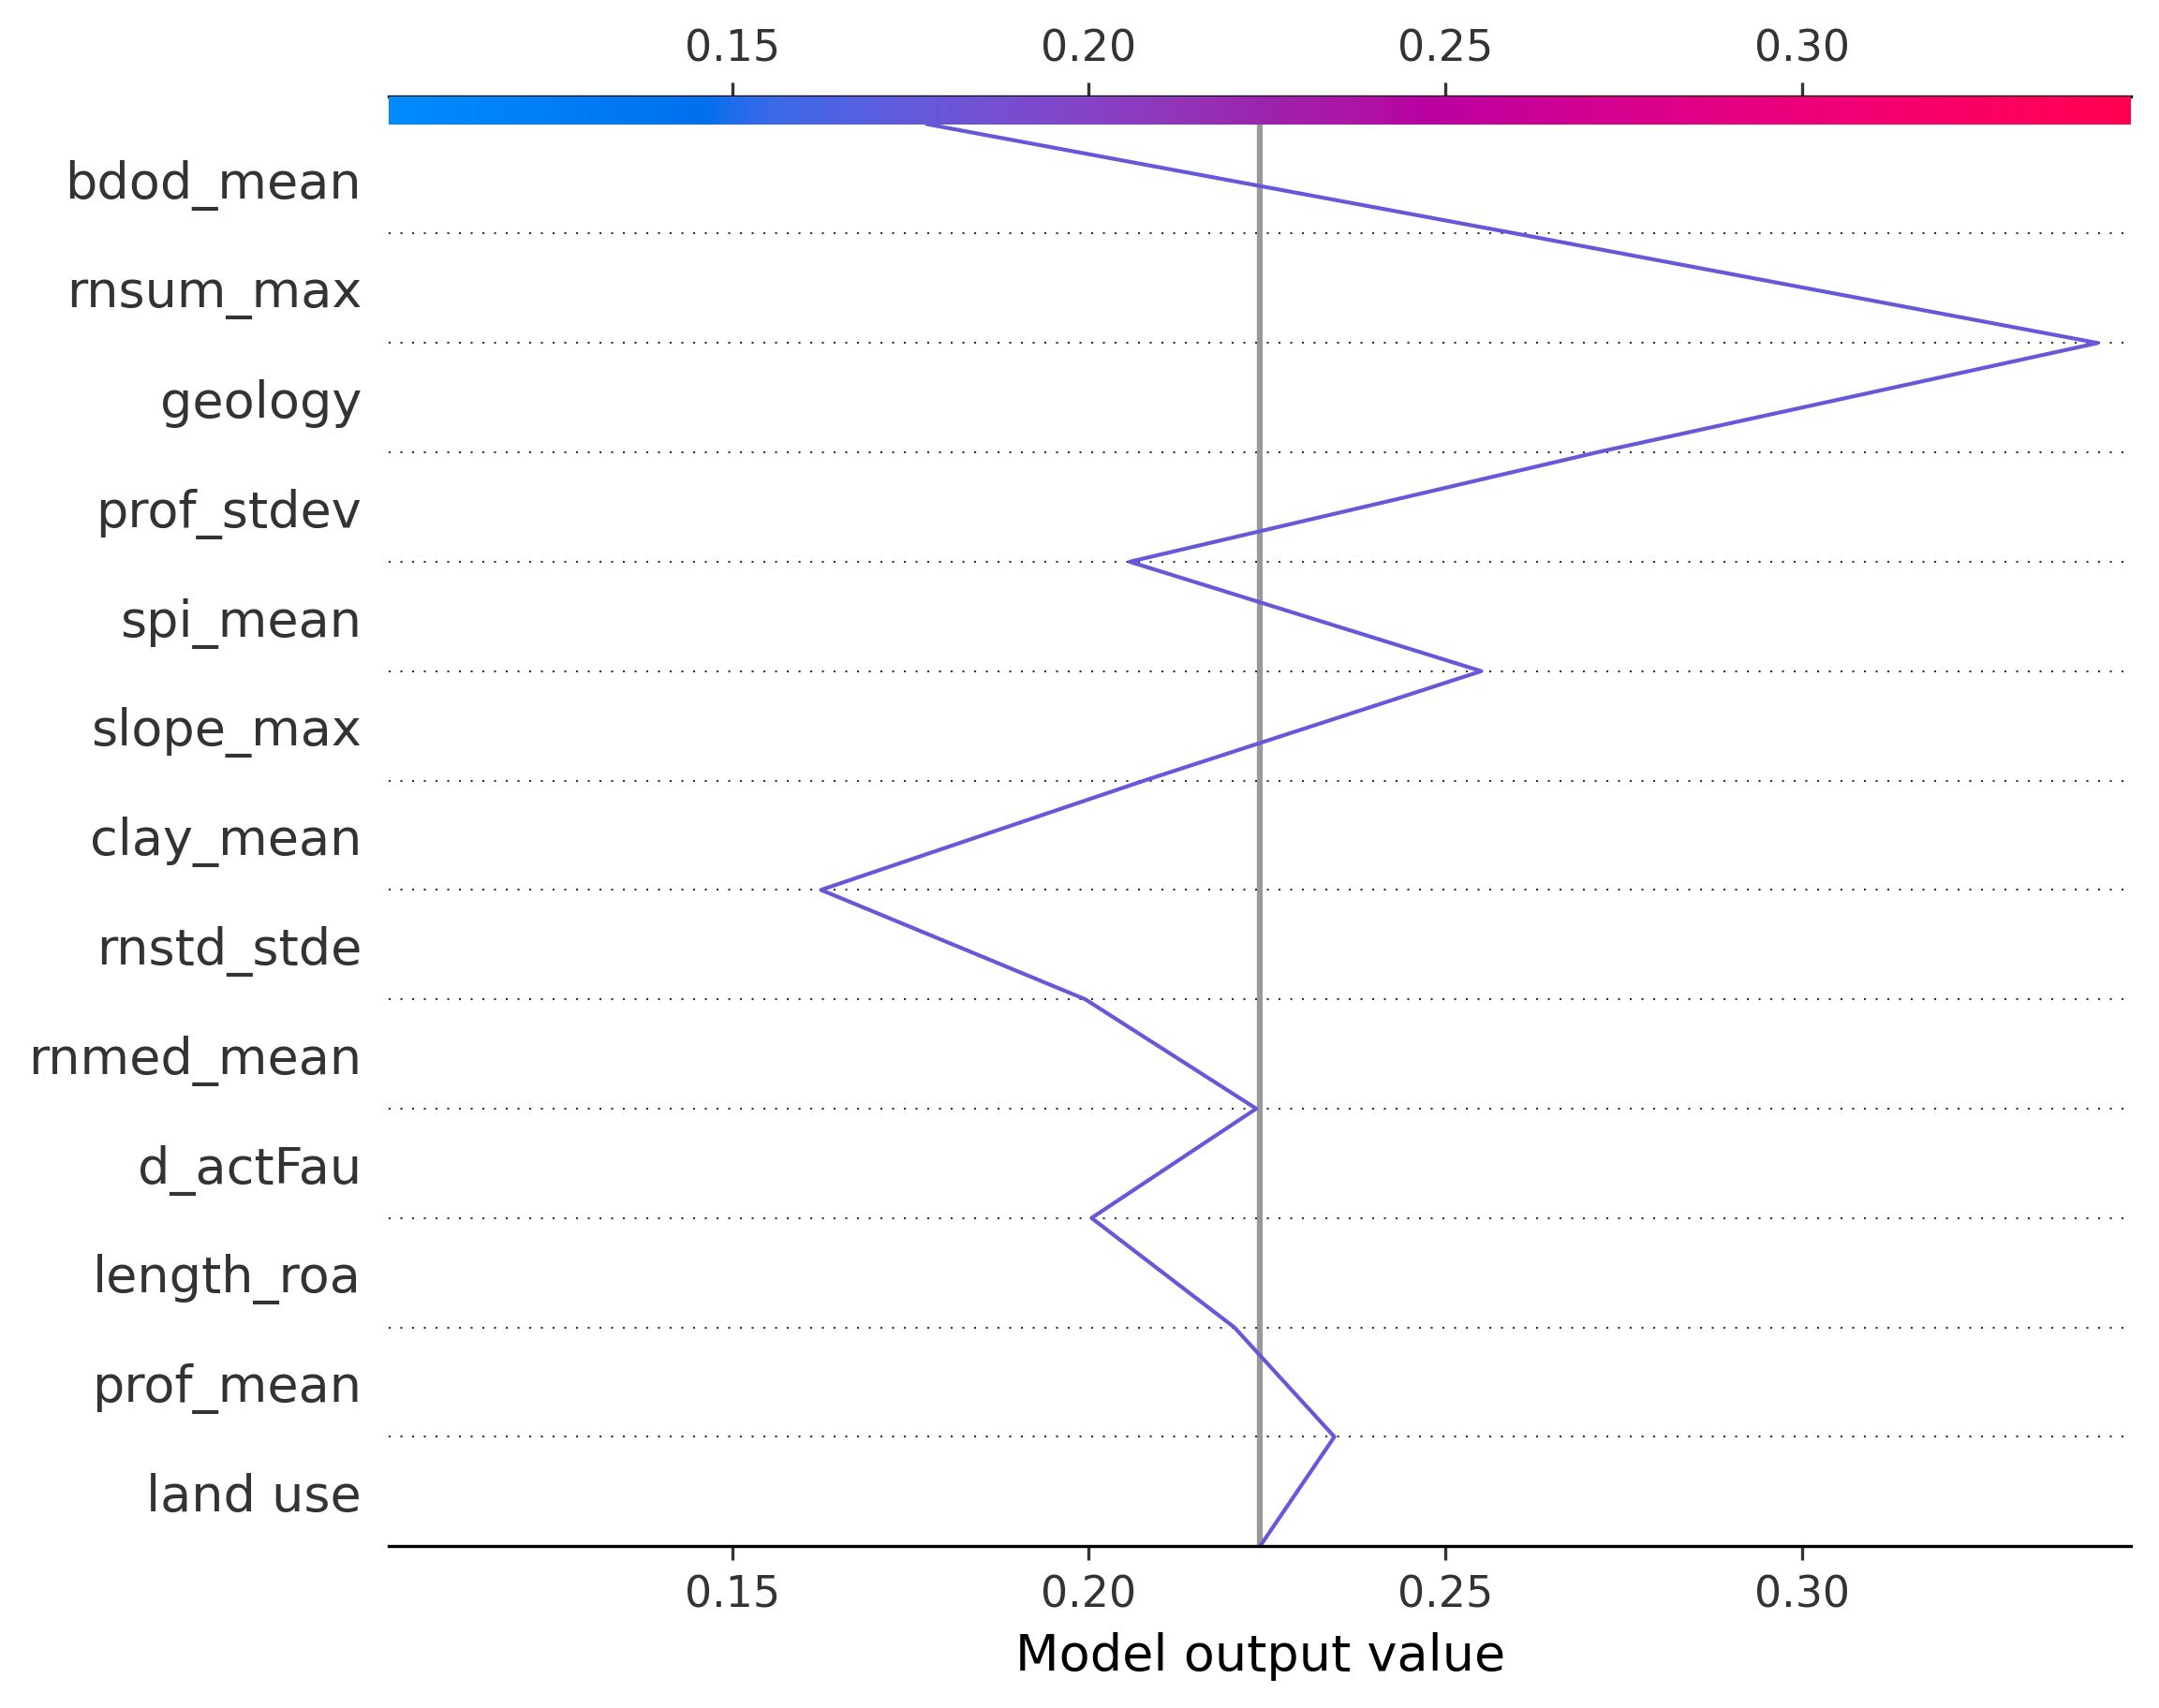 0.15 0.20 0.25 0.30
bdod_mean
rnsum_max
geology
prof_stdev
spi_mean
slope_max
clay_mean
rnstd_stde
rnmed_mean
d_actFau
length_roa
prof_mean
land use
0.15 0.20 0.25 0.30
Model output value